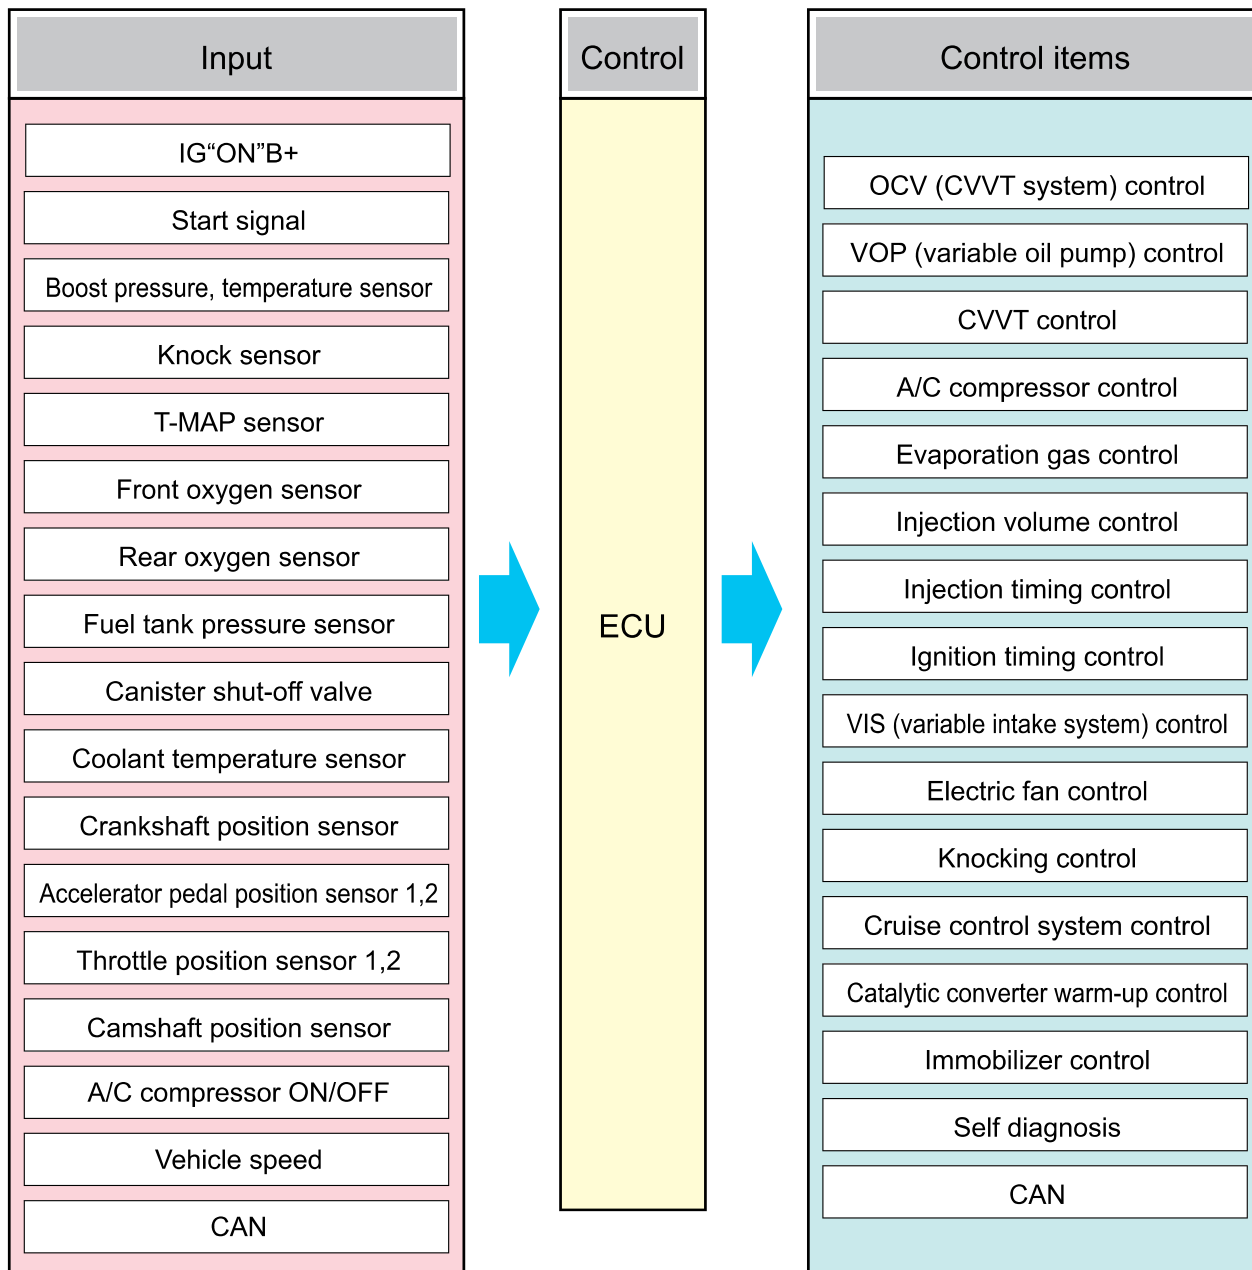 Input
IG“ON”B+
Start signal
Boost pressure, temperature sensor
Knock sensor
T-MAP sensor
Front oxygen sensor
Rear oxygen sensor
Fuel tank pressure sensor
Canister shut-off valve
Coolant temperature sensor
Crankshaft position sensor
Accelerator pedal position sensor 1,2
Throttle position sensor 1,2
Camshaft position sensor
A/C compressor ON/OFF
Vehicle speed
CAN
Control
ECU
Control items
OCV (CVVT system) control
VOP (variable oil pump) control
CVVT control
A/C compressor control
Evaporation gas control
Injection volume control
Injection timing control
Ignition timing control
VIS (variable intake system) control
Electric fan control
Knocking control
Cruise control system control
Catalytic converter warm-up control
Immobilizer control
Self diagnosis
CAN